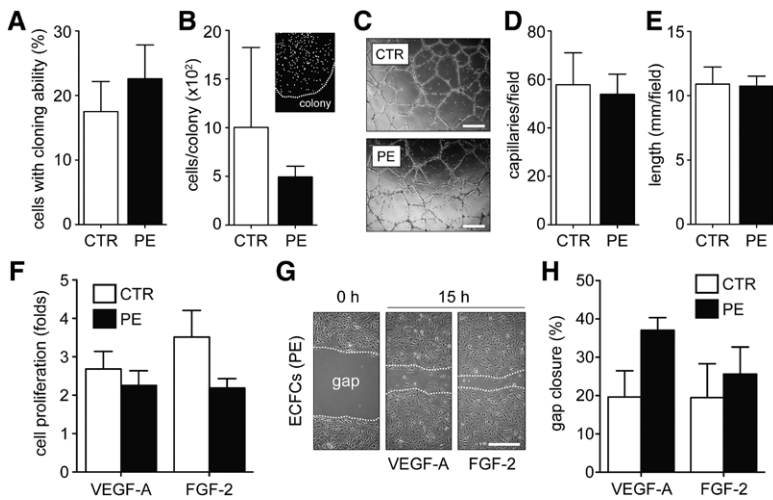 A
cells with cloning ability (%)
30
20
10
0
CTR PE
B
cells/colony (x10²)
20
15
10
5
0
colony
CTR PE
C
CTR
PE
D
capillaries/field
80
60
40
20
0
CTR PE
E
length (mm/field)
15
10
5
0
CTR PE
F
cell proliferation (folds)
5
4
3
2
1
0
CTR
PE
VEGF-A FGF-2
G
0 h 15 h
ECFCs (PE)
gap
VEGF-A FGF-2
H
gap closure (%)
50
40
30
20
10
0
CTR
PE
VEGF-A FGF-2